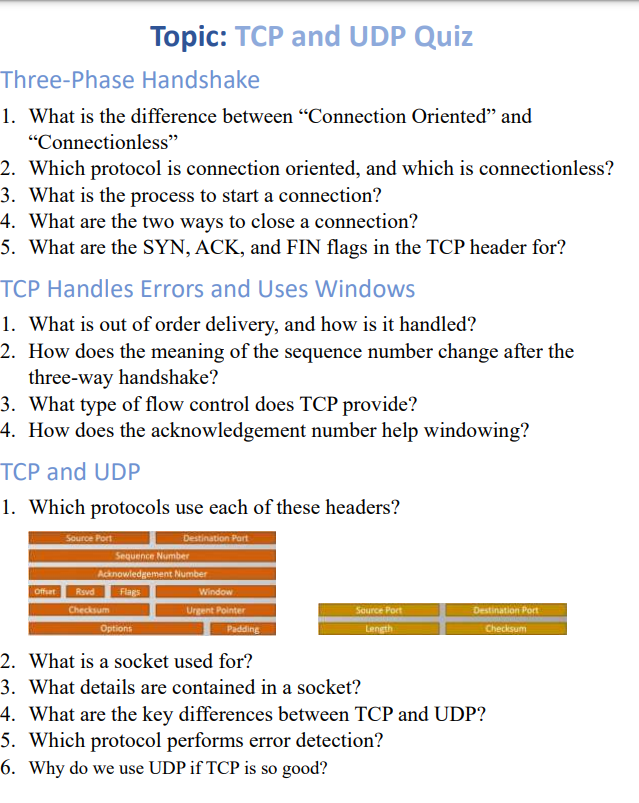 Topic: TCP and UDP Quiz
Three-Phase Handshake
1. What is the difference between “Connection Oriented” and
“Connectionless”
2. Which protocol is connection oriented, and which is connectionless?
3. What is the process to start a connection?
4. What are the two ways to close a connection?
5. What are the SYN, ACK, and FIN flags in the TCP header for?
TCP Handles Errors and Uses Windows
1. What is out of order delivery, and how is it handled?
2. How does the meaning of the sequence number change after the
three-way handshake?
3. What type of flow control does TCP provide?
4. How does the acknowledgement number help windowing?
TCP and UDP
1. Which protocols use each of these headers?
Source Port Destination Port
Sequence Number
Acknowledgement Number
Offset Rsvd Flags Window
Checksum Urgent Pointer
Options Padding
Source Port Destination Port
Length Checksum
2. What is a socket used for?
3. What details are contained in a socket?
4. What are the key differences between TCP and UDP?
5. Which protocol performs error detection?
6. Why do we use UDP if TCP is so good?